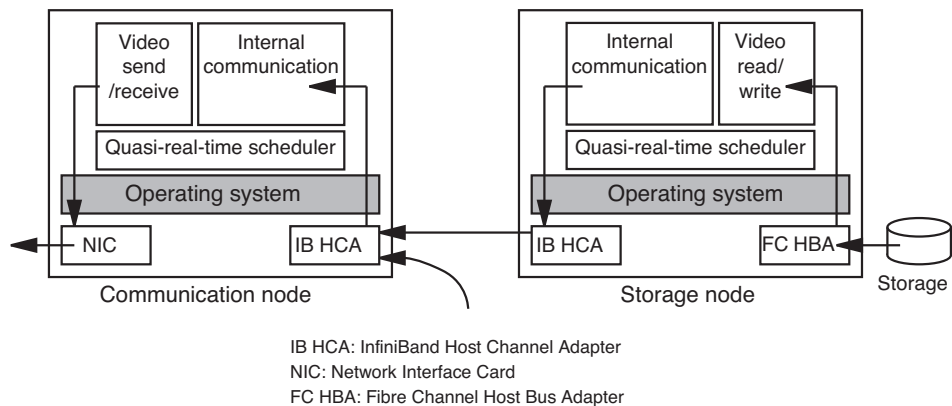 Video
send
/receive
Internal
communication
Quasi-real-time scheduler
Operating system
NIC
IB HCA
Communication node
Internal
communication
Video
read/
write
Quasi-real-time scheduler
Operating system
IB HCA
FC HBA
Storage
Storage node
IB HCA: InfiniBand Host Channel Adapter
NIC: Network Interface Card
FC HBA: Fibre Channel Host Bus Adapter